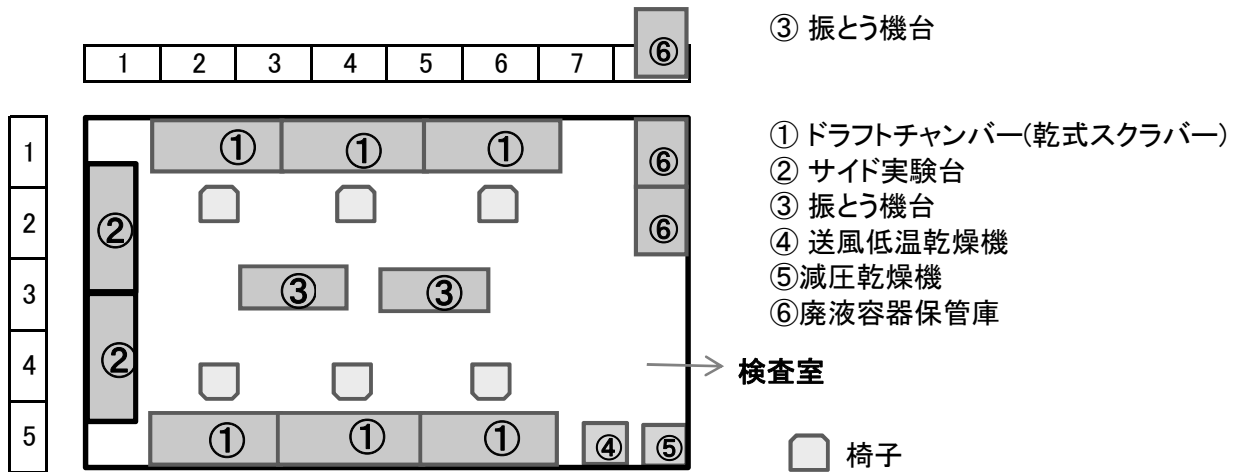 ③ 振とう機台
⑥
1 2 3 4 5 6 7
① ドラフトチャンバー(乾式スクラバー)
② サイド実験台
③ 振とう機台
④ 送風低温乾燥機
⑤減圧乾燥機
⑥廃液容器保管庫
1
2
3
4
5
① ① ① ⑥
② ⑥
③ ③
②
検査室
① ① ① ④ ⑤
椅子